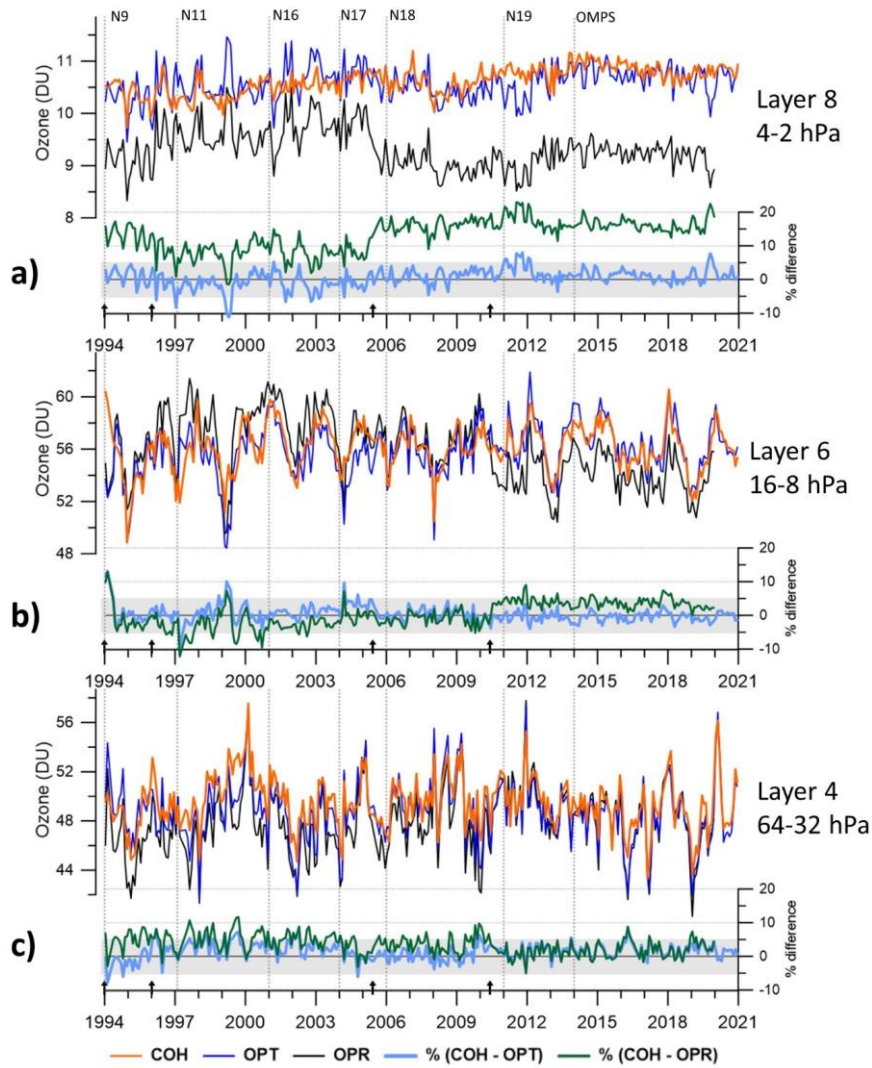 N9 N11 N16 N17 N18 N19 OMPS
11
10
9
8
Ozone (DU)
Layer 8
4-2 hPa
20
10
0
-10
% difference
a)
1994 1997 2000 2003 2006 2009 2012 2015 2018 2021
60
56
52
48
Ozone (DU)
Layer 6
16-8 hPa
20
10
0
-10
% difference
b)
1994 1997 2000 2003 2006 2009 2012 2015 2018 2021
56
52
48
44
Ozone (DU)
Layer 4
64-32 hPa
20
10
0
-10
% difference
c)
1994 1997 2000 2003 2006 2009 2012 2015 2018 2021
COH OPT OPR % (COH - OPT) % (COH - OPR)